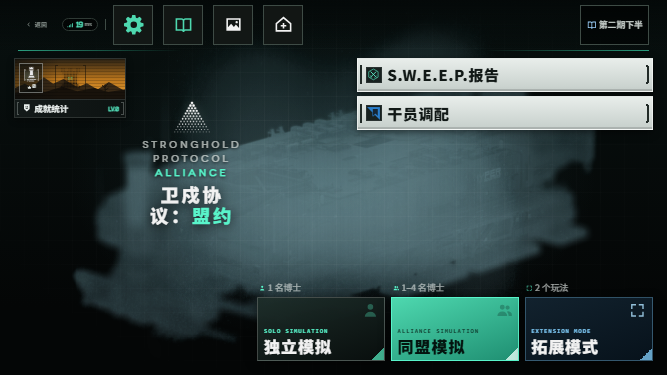 返回
19 ms
第二期下半
成就统计
LV9
S.W.E.E.P.报告
干员调配
STRONGHOLD
PROTOCOL
ALLIANCE
卫戍协
议：盟约
1 名博士
SOLO SIMULATION
独立模拟
1–4 名博士
ALLIANCE SIMULATION
同盟模拟
2 个玩法
EXTENSION MODE
拓展模式